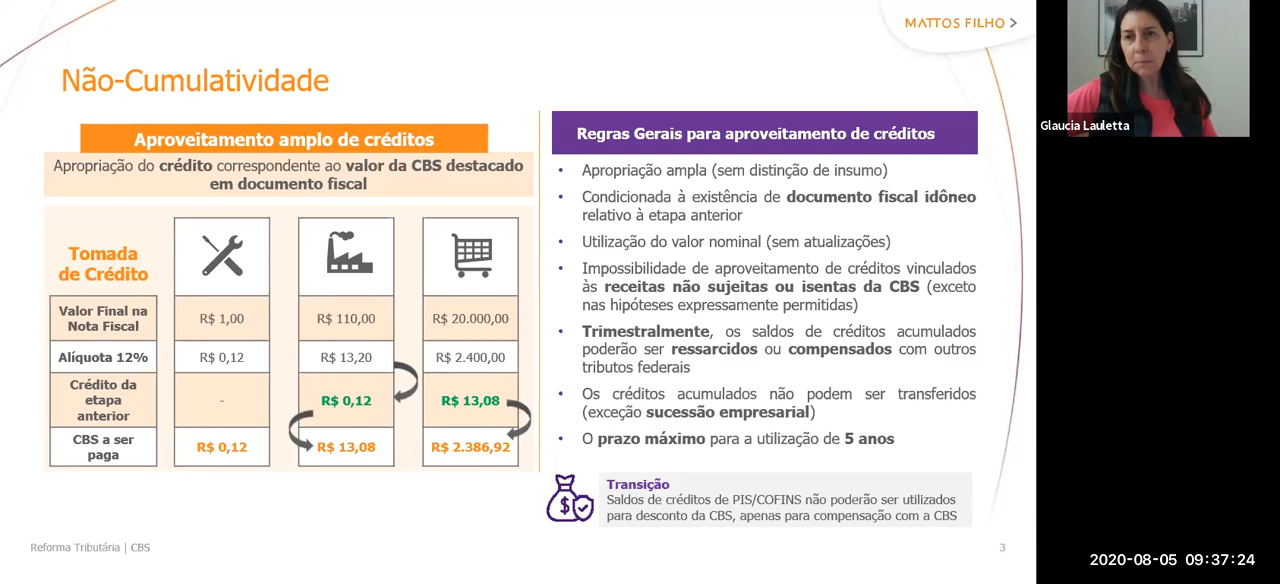 MATTOS FILHO >
Não-Cumulatividade
Aproveitamento amplo de créditos
Apropriação do crédito correspondente ao valor da CBS destacado
em documento fiscal
Tomada
de Crédito
Valor Final na
Nota Fiscal
R$ 1,00
R$ 110,00
R$ 20.000,00
Alíquota 12%
R$ 0,12
R$ 13,20
R$ 2.400,00
Crédito da
etapa
anterior
-
R$ 0,12
R$ 13,08
CBS a ser
paga
R$ 0,12
R$ 13,08
R$ 2.386,92
Regras Gerais para aproveitamento de créditos
• Apropriação ampla (sem distinção de insumo)
• Condicionada à existência de documento fiscal idôneo
relativo à etapa anterior
• Utilização do valor nominal (sem atualizações)
• Impossibilidade de aproveitamento de créditos vinculados
às receitas não sujeitas ou isentas da CBS (exceto
nas hipóteses expressamente permitidas)
• Trimestralmente, os saldos de créditos acumulados
poderão ser ressarcidos ou compensados com outros
tributos federais
• Os créditos acumulados não podem ser transferidos
(exceção sucessão empresarial)
• O prazo máximo para a utilização de 5 anos
$
Transição
Saldos de créditos de PIS/COFINS não poderão ser utilizados
para desconto da CBS, apenas para compensação com a CBS
Reforma Tributária | CBS
3
Glaucia Lauletta
2020-08-05 09:37:24